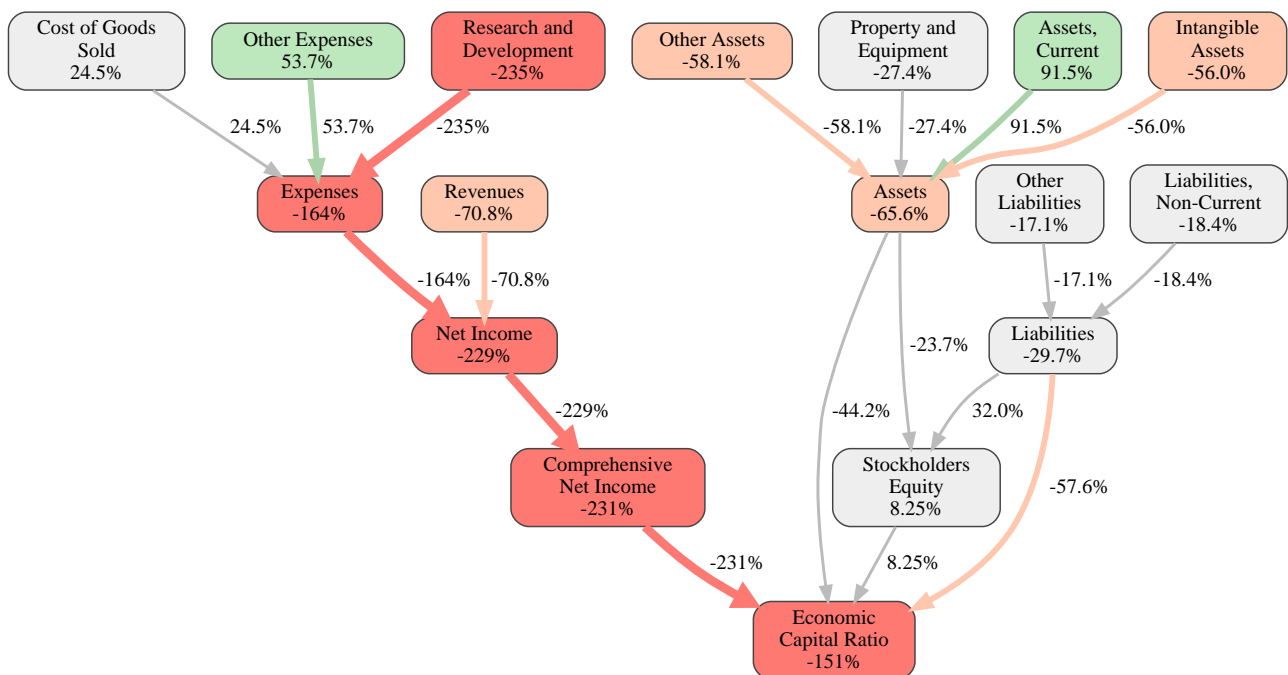 Cost of Goods
Sold
24.5%
Other Expenses
53.7%
Research and
Development
-235%
Other Assets
-58.1%
Property and
Equipment
-27.4%
Assets,
Current
91.5%
Intangible
Assets
-56.0%
24.5%
53.7%
-235%
-58.1%
-27.4%
91.5%
-56.0%
Expenses
-164%
Revenues
-70.8%
Assets
-65.6%
Other
Liabilities
-17.1%
Liabilities,
Non-Current
-18.4%
-164%
-70.8%
-17.1%
-18.4%
Net Income
-229%
-23.7%
Liabilities
-29.7%
-229%
-44.2%
32.0%
Comprehensive
Net Income
-231%
Stockholders
Equity
8.25%
-57.6%
-231%
8.25%
Economic
Capital Ratio
-151%